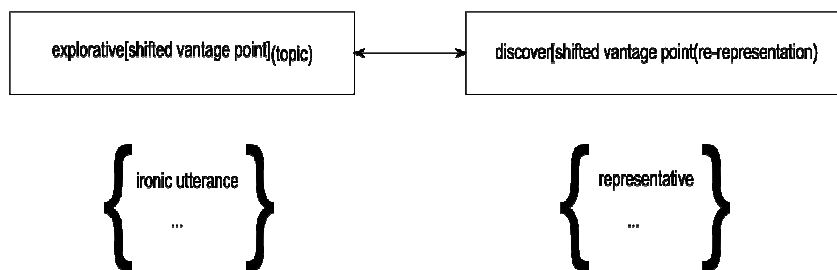 explorative[shifted vantage point](topic)
discover[shifted vantage point(re-representation)
ironic utterance
...
representative
...